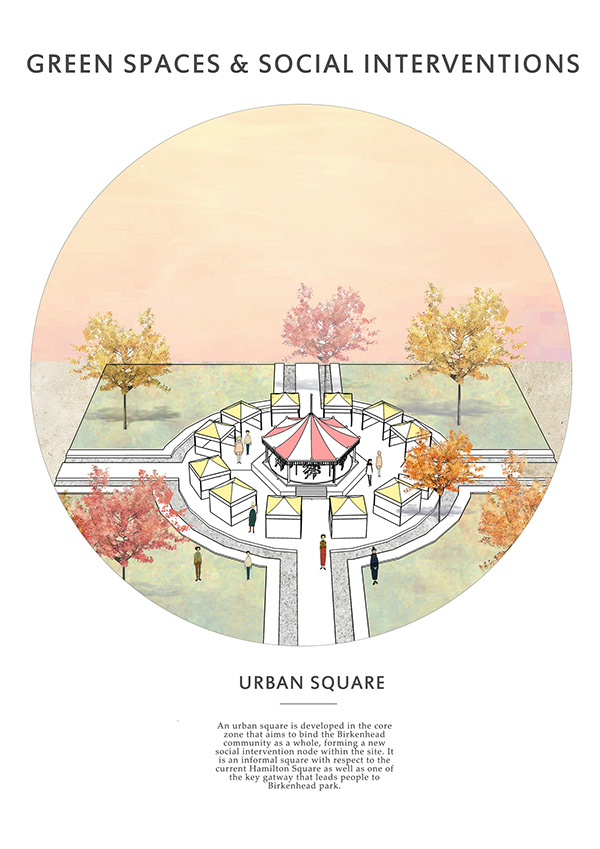 GREEN SPACES & SOCIAL INTERVENTIONS
URBAN SQUARE
An urban square is developed in the core
zone that aims to bind the Birkenhead
community as a whole, forming a new
social intervention node within the site. It
is an informal square with respect to the
current Hamilton Square as well as one of
the key gatway that leads people to
Birkenhead park.